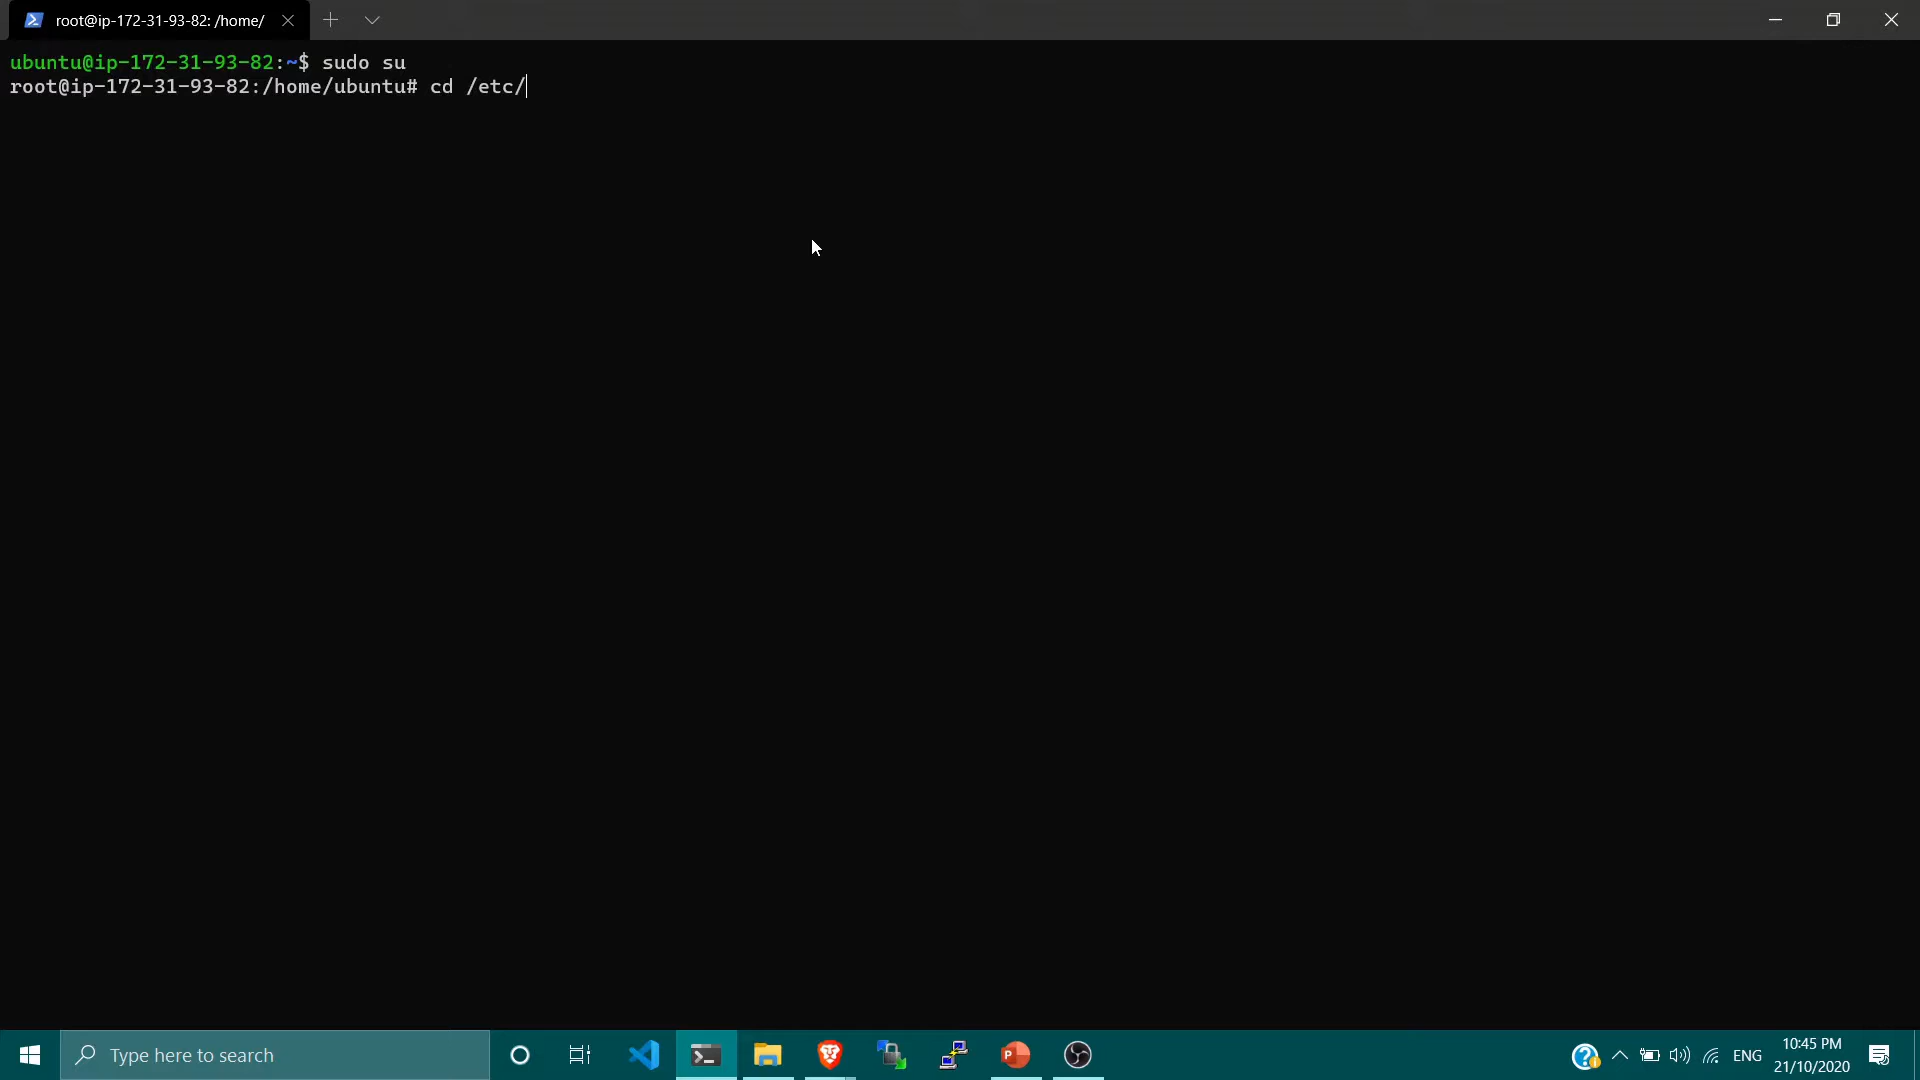 root@ip-172-31-93-82: /home/
ubuntu@ip-172-31-93-82:~$ sudo su
root@ip-172-31-93-82:/home/ubuntu# cd /etc/
Type here to search
ENG
10:45 PM
21/10/2020